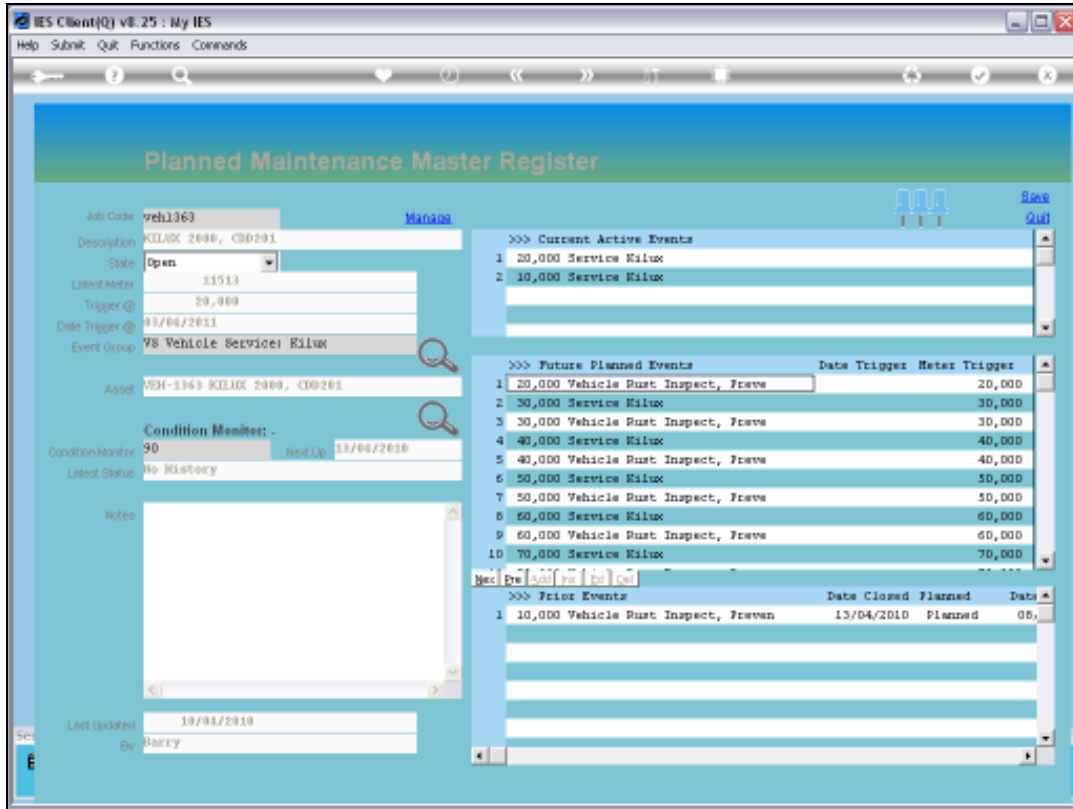 IES Client(Q) v8.25 : My IES
Help Submit Quit Functions Commands
Planned Maintenance Master Register
Save
Quit
Job Code veh1363 Manage
Description KILUX 2000, CDD201
State Open
Latest Meter 11513
Trigger @ 20,000
Date Trigger @ 03/04/2011
Event Group V8 Vehicle Service: Kilux
Asset VEH-1363 KILUX 2000, CDD201
Condition Monitor: -
Condition Monitor 90 Next Up 13/04/2010
Latest Status No History
Notes
Last Updated 10/04/2010
By Barry
>>> Current Active Events
1 20,000 Service Kilux
2 10,000 Service Kilux
>>> Future Planned Events Date Trigger Meter Trigger
1 20,000 Vehicle Rust Inspect, Preve 20,000
2 30,000 Service Kilux 30,000
3 30,000 Vehicle Rust Inspect, Preve 30,000
4 40,000 Service Kilux 40,000
5 40,000 Vehicle Rust Inspect, Preve 40,000
6 50,000 Service Kilux 50,000
7 50,000 Vehicle Rust Inspect, Preve 50,000
8 60,000 Service Kilux 60,000
9 60,000 Vehicle Rust Inspect, Preve 60,000
10 70,000 Service Kilux 70,000
Nex Pre Add Ins Ed Del
>>> Prior Events Date Closed Planned Date
1 10,000 Vehicle Rust Inspect, Preven 13/04/2010 Planned 08,